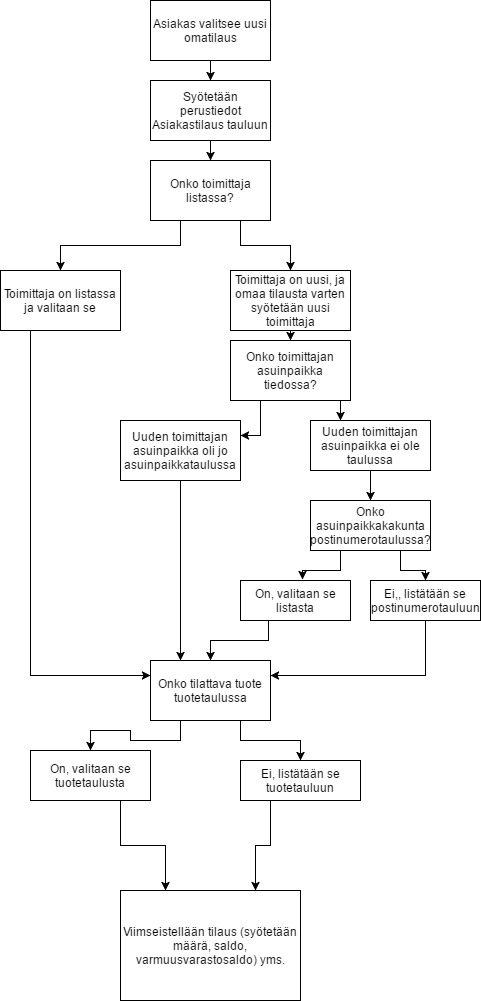 Asiakas valitsee uusi
omatilaus
Syötetään
perustiedot
Asiakastilaus tauluun
Onko toimittaja
listassa?
Toimittaja on listassa
ja valitaan se
Toimittaja on uusi, ja
omaa tilausta varten
syötetään uusi
toimittaja
Onko toimittajan
asuinpaikka
tiedossa?
Uuden toimittajan
asuinpaikka oli jo
asuinpaikkataulussa
Uuden toimittajan
asuinpaikka ei ole
taulussa
Onko
asuinpaikkakakunta
postinumerotaulussa?
On, valitaan se
listasta
Ei,, listätään se
postinumerotauluun
Onko tilattava tuote
tuotetaulussa
On, valitaan se
tuotetaulusta
Ei, listätään se
tuotetauluun
Viimseistellään tilaus (syötetään
määrä, saldo,
varmuusvarastosaldo) yms.